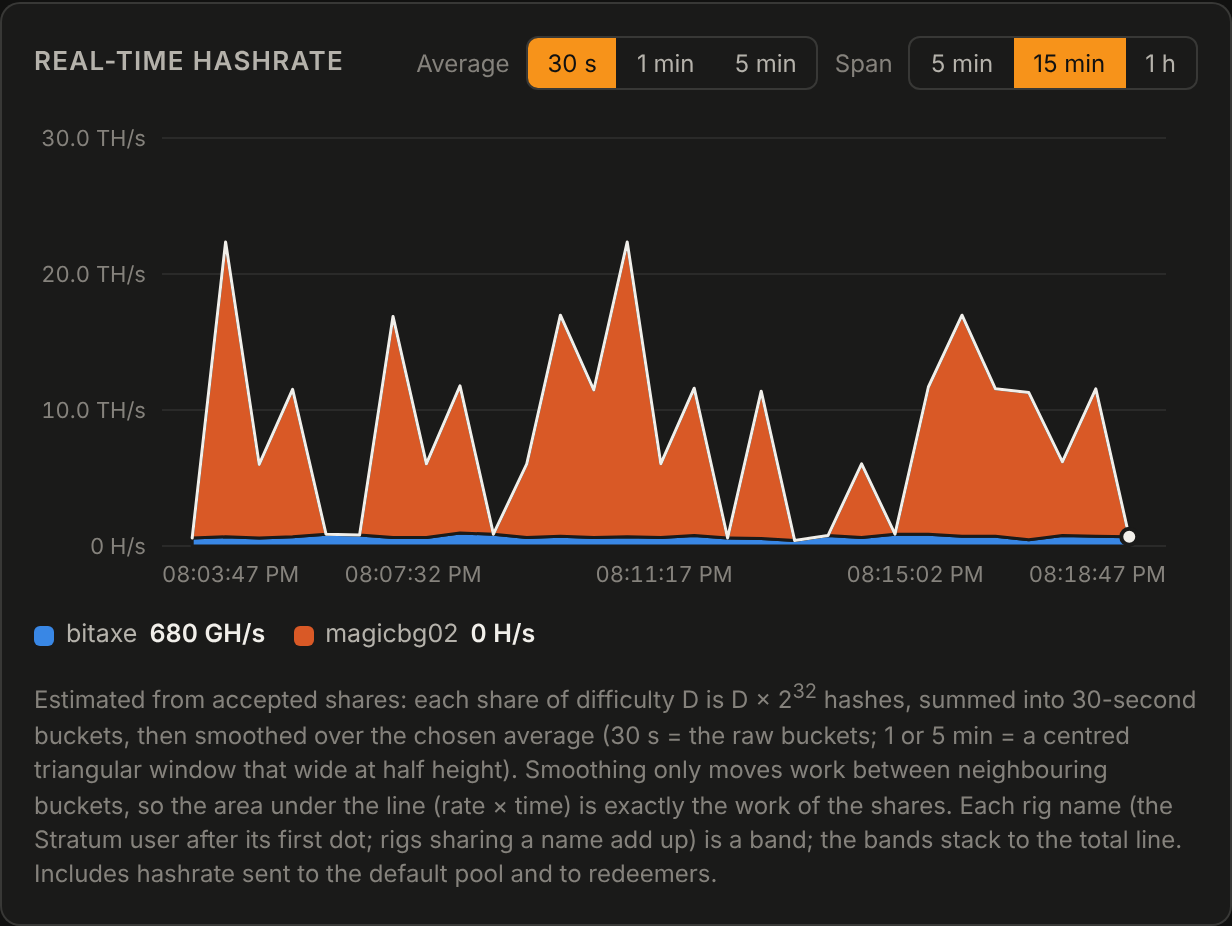 REAL-TIME HASHRATE Average 30 s 1 min 5 min Span 5 min 15 min 1 h
30.0 TH/s
20.0 TH/s
10.0 TH/s
0 H/s
08:03:47 PM 08:07:32 PM 08:11:17 PM 08:15:02 PM 08:18:47 PM
bitaxe 680 GH/s magicbg02 0 H/s
Estimated from accepted shares: each share of difficulty D is D × 2³² hashes, summed into 30-second
buckets, then smoothed over the chosen average (30 s = the raw buckets; 1 or 5 min = a centred
triangular window that wide at half height). Smoothing only moves work between neighbouring
buckets, so the area under the line (rate × time) is exactly the work of the shares. Each rig name (the
Stratum user after its first dot; rigs sharing a name add up) is a band; the bands stack to the total line.
Includes hashrate sent to the default pool and to redeemers.